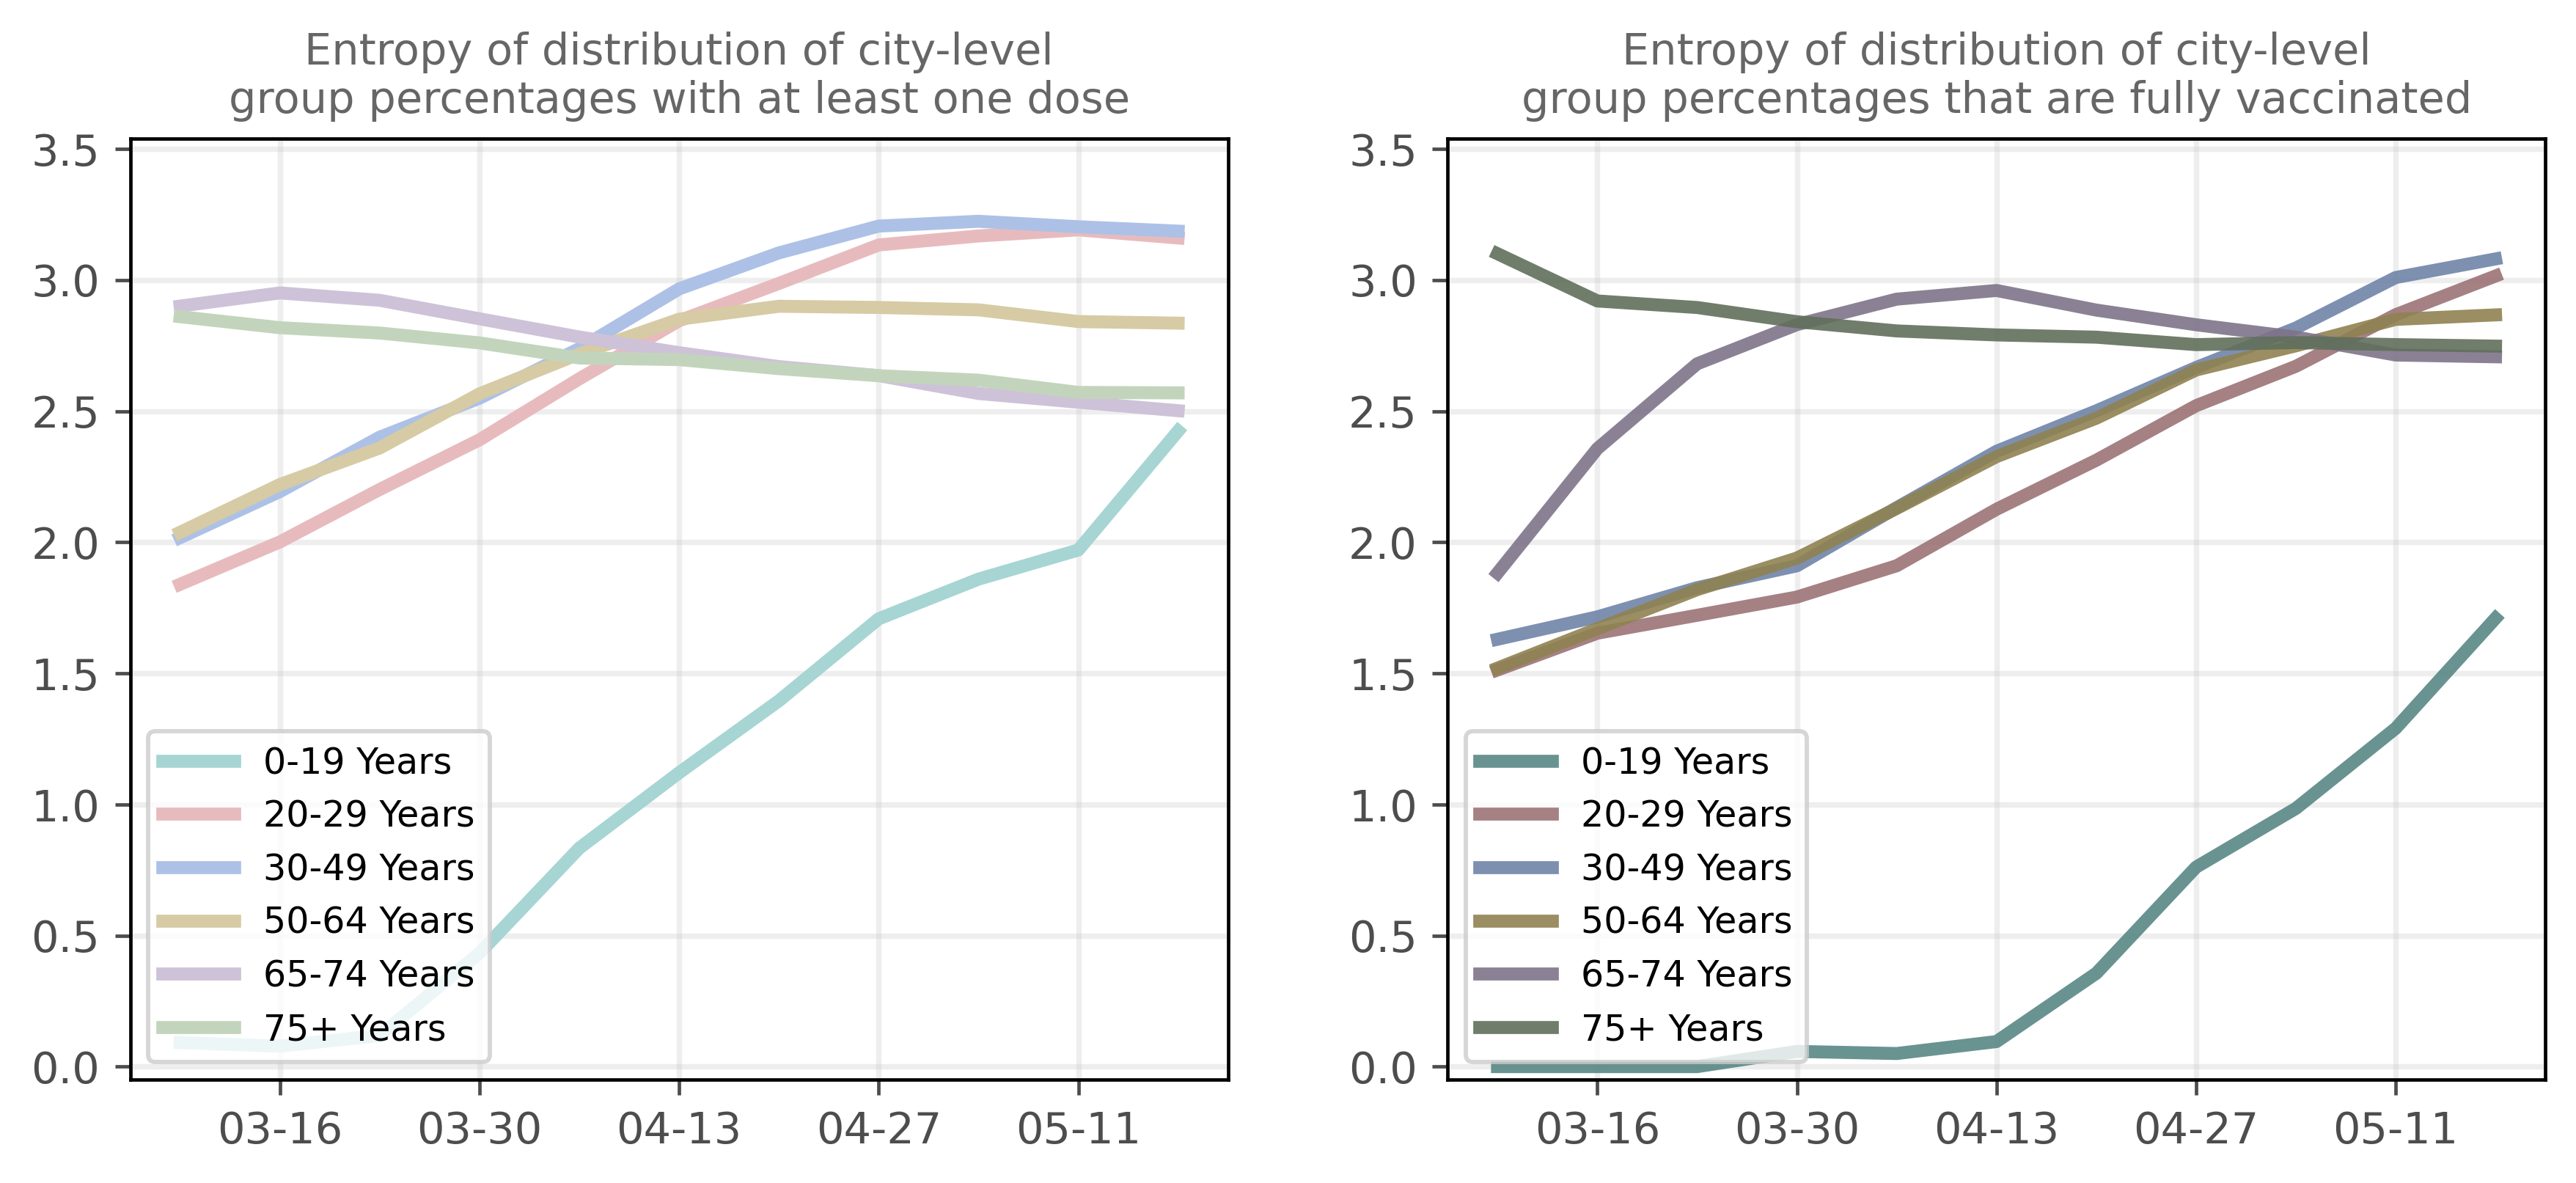 Entropy of distribution of city-level
group percentages with at least one dose
3.5
3.0
2.5
2.0
1.5
1.0
0.5
0.0
0-19 Years
20-29 Years
30-49 Years
50-64 Years
65-74 Years
75+ Years
03-16 03-30 04-13 04-27 05-11
Entropy of distribution of city-level
group percentages that are fully vaccinated
3.5
3.0
2.5
2.0
1.5
1.0
0.5
0.0
0-19 Years
20-29 Years
30-49 Years
50-64 Years
65-74 Years
75+ Years
03-16 03-30 04-13 04-27 05-11